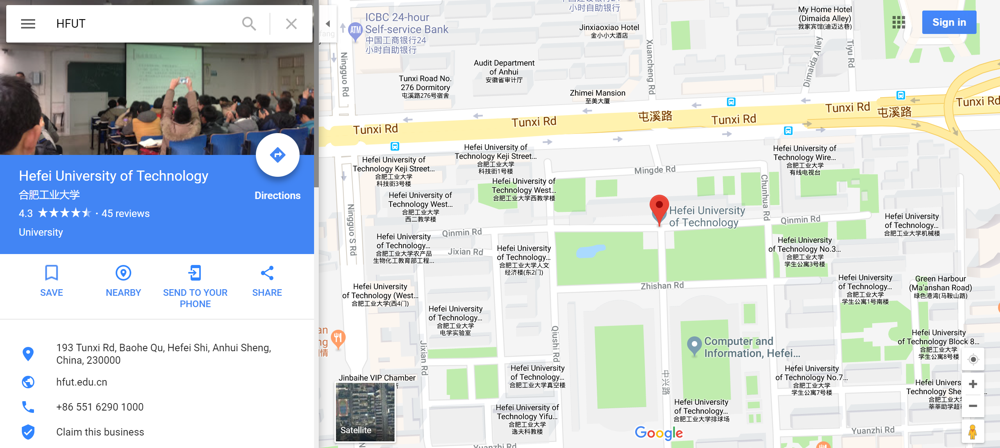 HFUT
Hefei University of Technology
合肥工业大学
Directions
4.3
· 45 reviews
University
SAVE
NEARBY
SEND TO YOUR
PHONE
SHARE
193 Tunxi Rd, Baohe Qu, Hefei Shi, Anhui Sheng,
China, 230000
hfut.edu.cn
+86 551 6290 1000
Claim this business
小时自助银行
ICBC 24-hour
Self-service Bank
中国工商银行24
小时自助银行
ATM
fang
Jinxiaoxiao Hotel
金小小大酒店
My Home Hotel
(Dimaida Alley)
我家宾馆(迪迈达巷)
Sign in
Ningguo Rd
Xuancheng Rd
Dimaida Alley
Tiyu Rd
Audit Department
of Anhui
安徽省审计厅
Tunxi Road No.
276 Dormitory
屯溪路276号宿舍
Zhimei Mansion
至美大厦
Tunxi Rd
Tunxi Rd
屯溪路
Tunxi Rd
Tunxi Rd
屯溪路
Tunxi Rd
Hefei University of
Technology Keji Street...
合肥工业大学
科技街3号楼
Hefei University of
Technology Keji Street...
合肥工业大学
科技街1号楼
Hefei University of
Technology Wire...
合肥工业大学
有线电视台
Mingde Rd
Chunhua Rd
Hefei University of
Technology West...
合肥工业大学西教学楼
Hefei University of
Technology West...
合肥工业大学
西二教学楼
Hefei University
of Technology
Qinmin Rd
Qinmin Rd
Ningguo S Rd
Hefei University
of Technology...
合肥工业大学机械楼
Hefei University
of Technology...
合肥工业大学农产品
生物化工教育部工程...
Jixian Rd
Hefei University
of Technology...
合肥工业大学人文
经济楼(东2门)
Hefei University
of Technology No.3...
合肥工业大学
学生公寓3号楼
Zhishan Rd
Hefei University
of Technology (West...
合肥工业大学(西4门)
Hefei University
of Technology...
合肥工业大学
学生公寓1号南楼
Green Harbour
(Ma'anshan Road)
绿色港湾(马鞍山路)
Hefei University
of Technology...
合肥工业大学
电学实验室
an
ng
情
Jixian Rd
Qiushi Rd
Computer and
Information, Hefei...
Hefei University
of Technology Block 8...
合肥工业大学
学生公寓8号楼
Hefei University
of Technology...
合肥工业大学真空楼
中兴路
Hefei University
of Technology No.7...
合肥工业大学
学生公寓7号楼
Jinbaihe VIP Chamber
Hefei Univers
Technology She
合肥工业大学
莘莘助学超
Hefei University of
Technology Yifu...
合肥工业大学
逸夫科教楼
Hefei University
of Technology...
合肥工业大学排球场
Satellite
Google
Yuanzhi Rd
Yuanzhi Rd